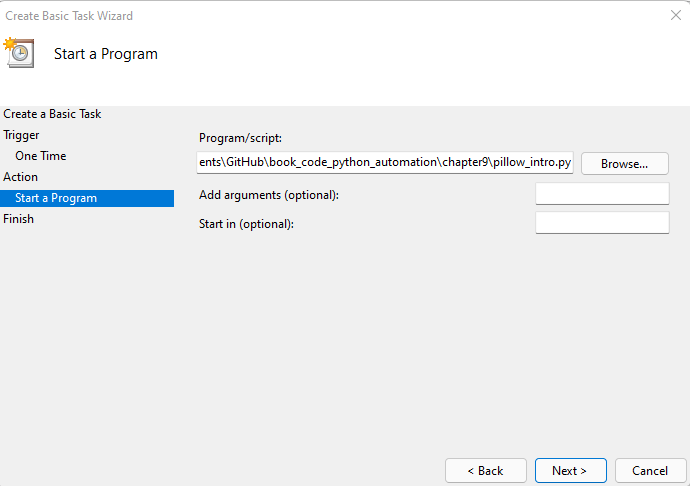 Create Basic Task Wizard
Start a Program
Create a Basic Task
Trigger
One Time
Action
Start a Program
Finish
Program/script:
ents\GitHub\book_code_python_automation\chapter9\pillow_intro.py
Browse...
Add arguments (optional):
Start in (optional):
< Back
Next >
Cancel